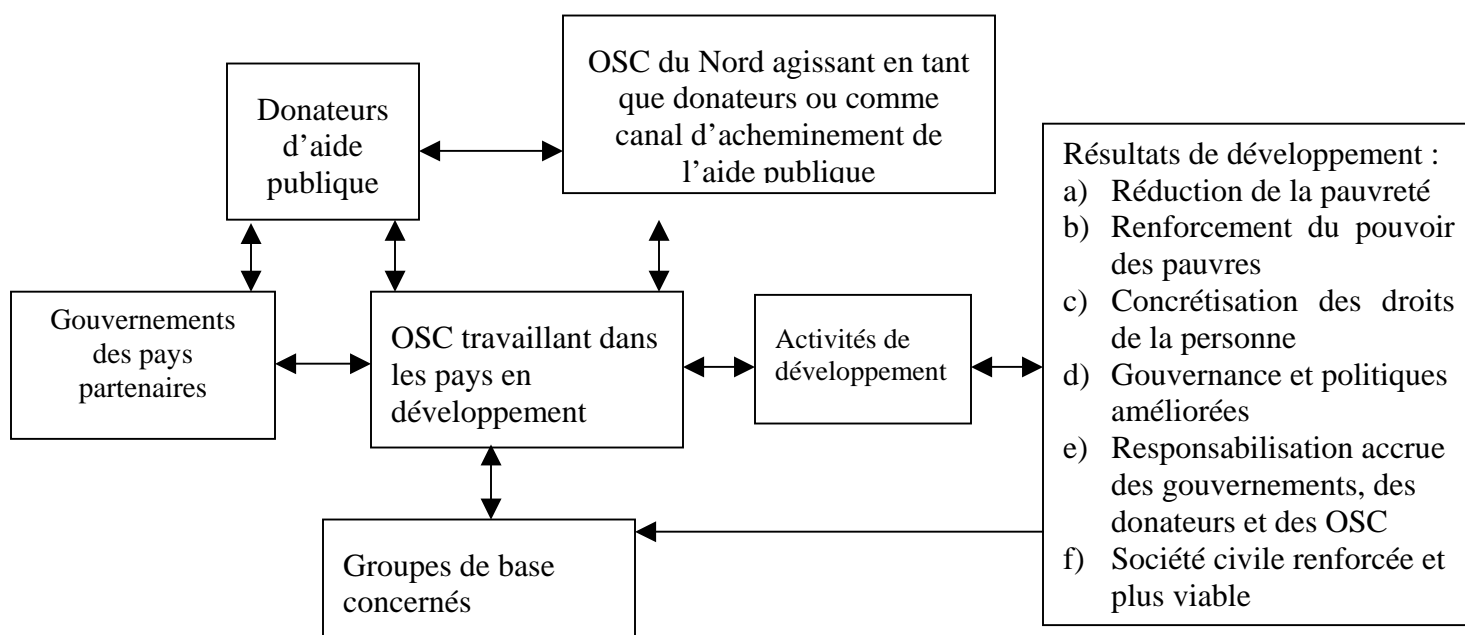 OSC du Nord agissant en tant
que donateurs ou comme
canal d’acheminement de
l’aide publique
Donateurs
d’aide
publique
Résultats de développement :
a) Réduction de la pauvreté
b) Renforcement du pouvoir
des pauvres
c) Concrétisation des droits
de la personne
d) Gouvernance et politiques
améliorées
e) Responsabilisation accrue
des gouvernements, des
donateurs et des OSC
f) Société civile renforcée et
plus viable
Gouvernements
des pays
partenaires
OSC travaillant dans
les pays en
développement
Activités de
développement
Groupes de base
concernés